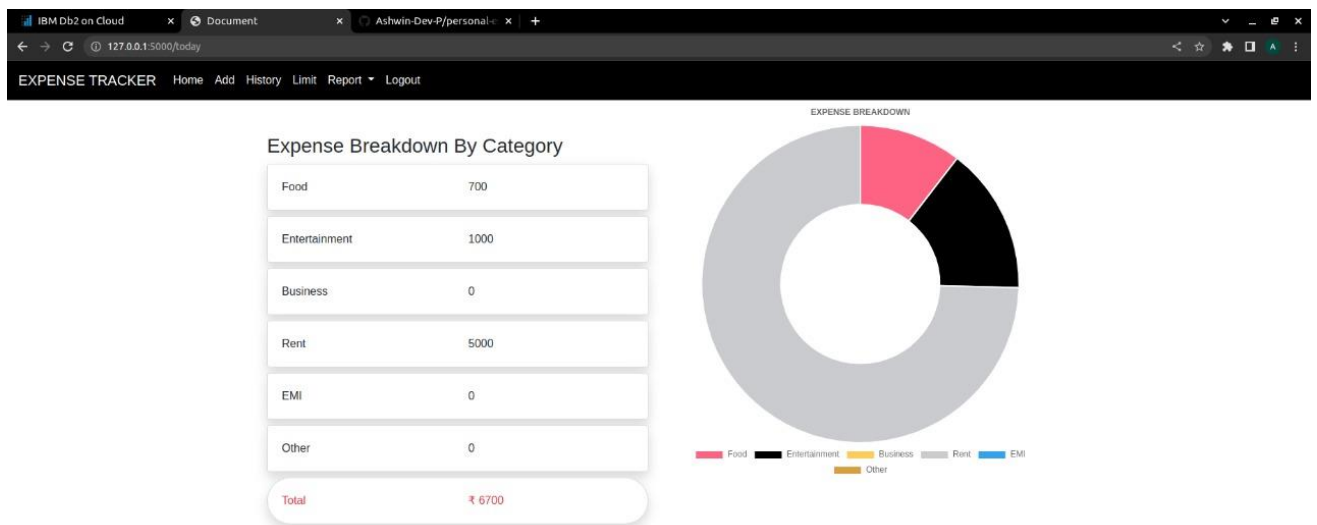 IBM Db2 on Cloud Document Ashwin-Dev-P/personal-e
127.0.0.1:5000/today A
EXPENSE TRACKER Home Add History Limit Report Logout
EXPENSE BREAKDOWN
Expense Breakdown By Category
Food 700
Entertainment 1000
Business 0
Rent 5000
EMI 0
Other 0
Total ₹ 6700
Food Entertainment Business Rent EMI
Other